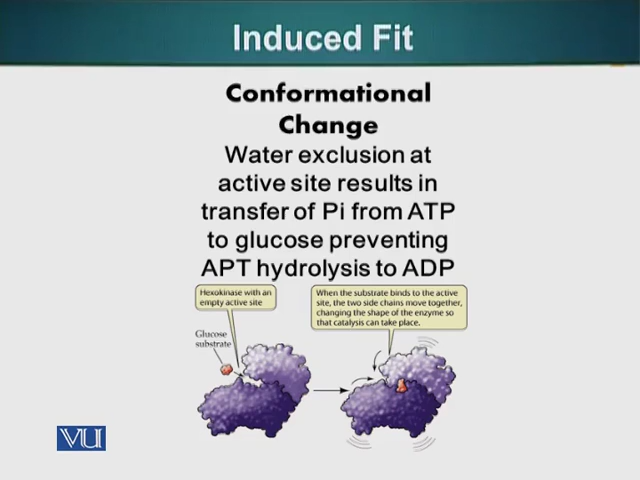 Induced Fit
Conformational
Change
Water exclusion at
active site results in
transfer of Pi from ATP
to glucose preventing
APT hydrolysis to ADP
Hexokinase with an
empty active site
When the substrate binds to the active
site, the two side chains move together,
changing the shape of the enzyme so
that catalysis can take place.
Glucose
substrate
VU